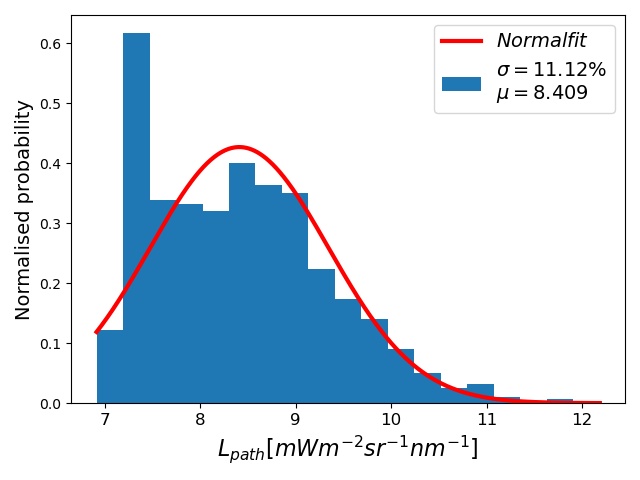 Normalfit
σ = 11.12%
μ = 8.409
Normalised probability
0.6
0.5
0.4
0.3
0.2
0.1
0.0
7 8 9 10 11 12
L_path[mWm⁻²sr⁻¹nm⁻¹]